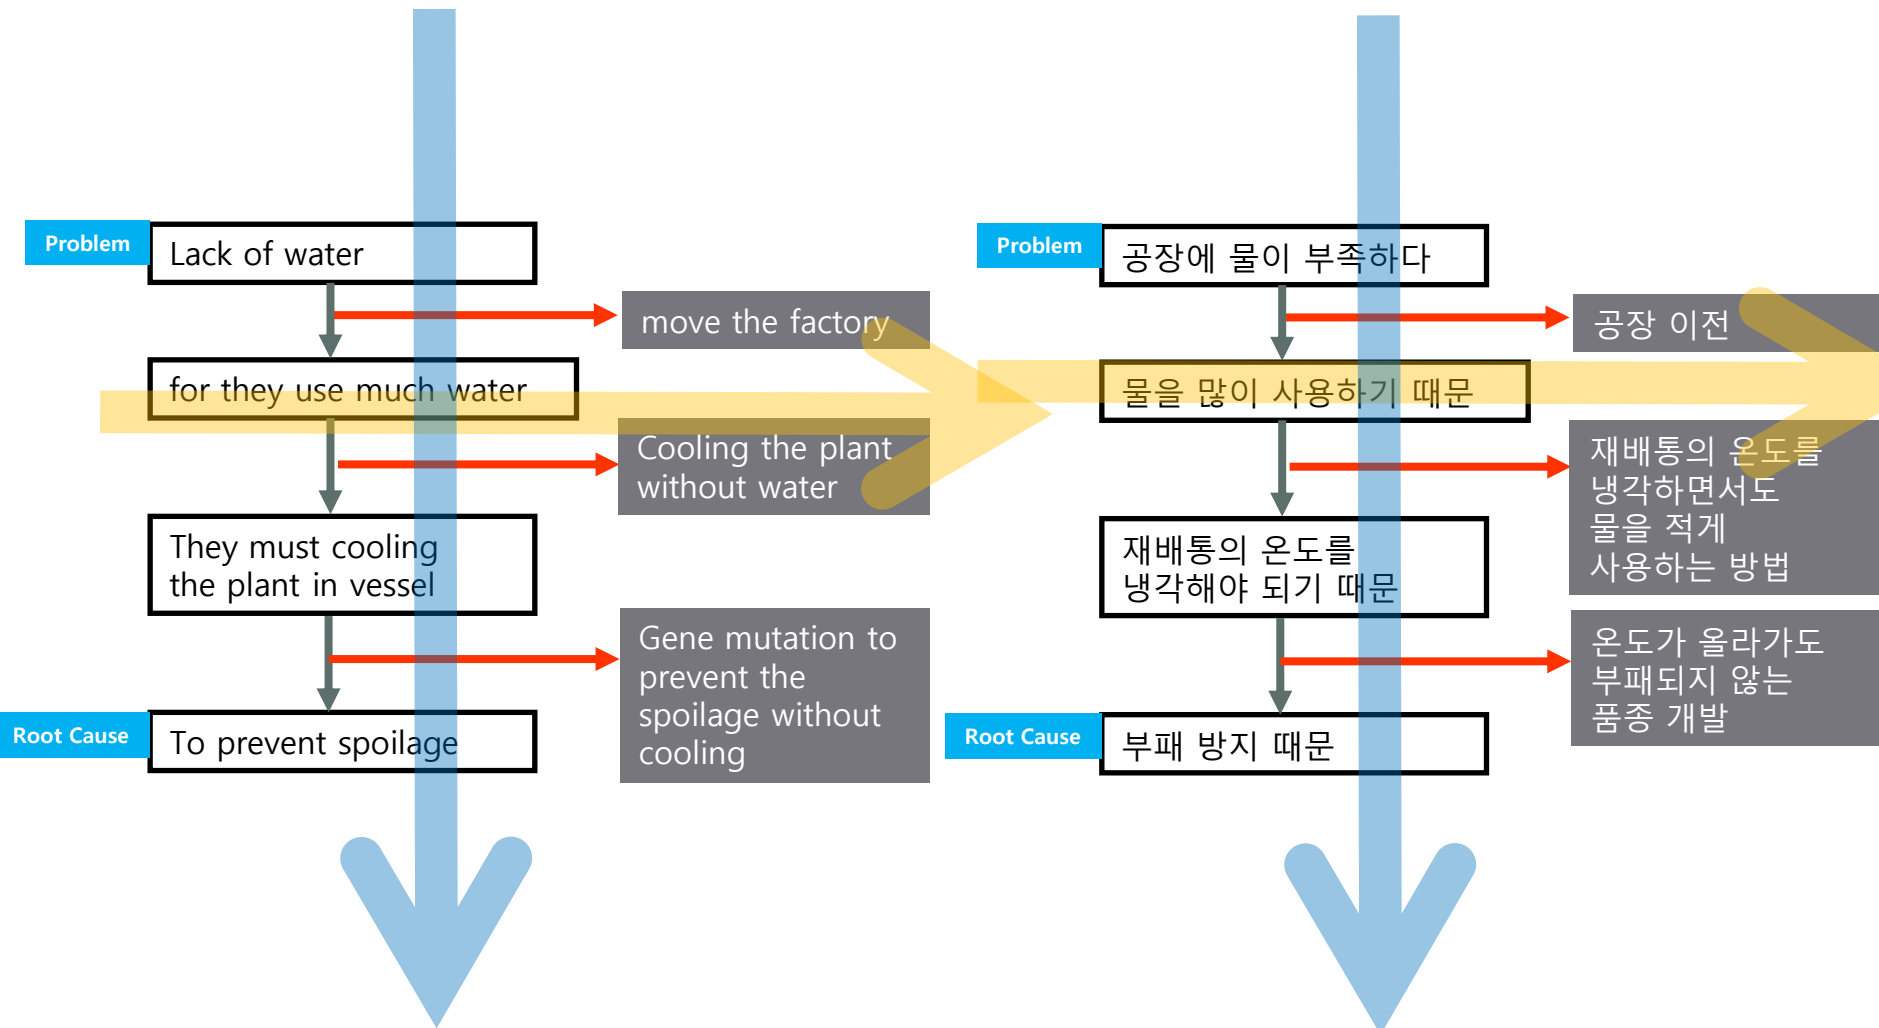 Problem
Lack of water
move the factory
for they use much water
Cooling the plant
without water
They must cooling
the plant in vessel
Gene mutation to
prevent the
spoilage without
cooling
Root Cause
To prevent spoilage
Problem
공장에 물이 부족하다
공장 이전
물을 많이 사용하기 때문
재배통의 온도를
냉각하면서도
물을 적게
사용하는 방법
재배통의 온도를
냉각해야 되기 때문
온도가 올라가도
부패되지 않는
품종 개발
Root Cause
부패 방지 때문